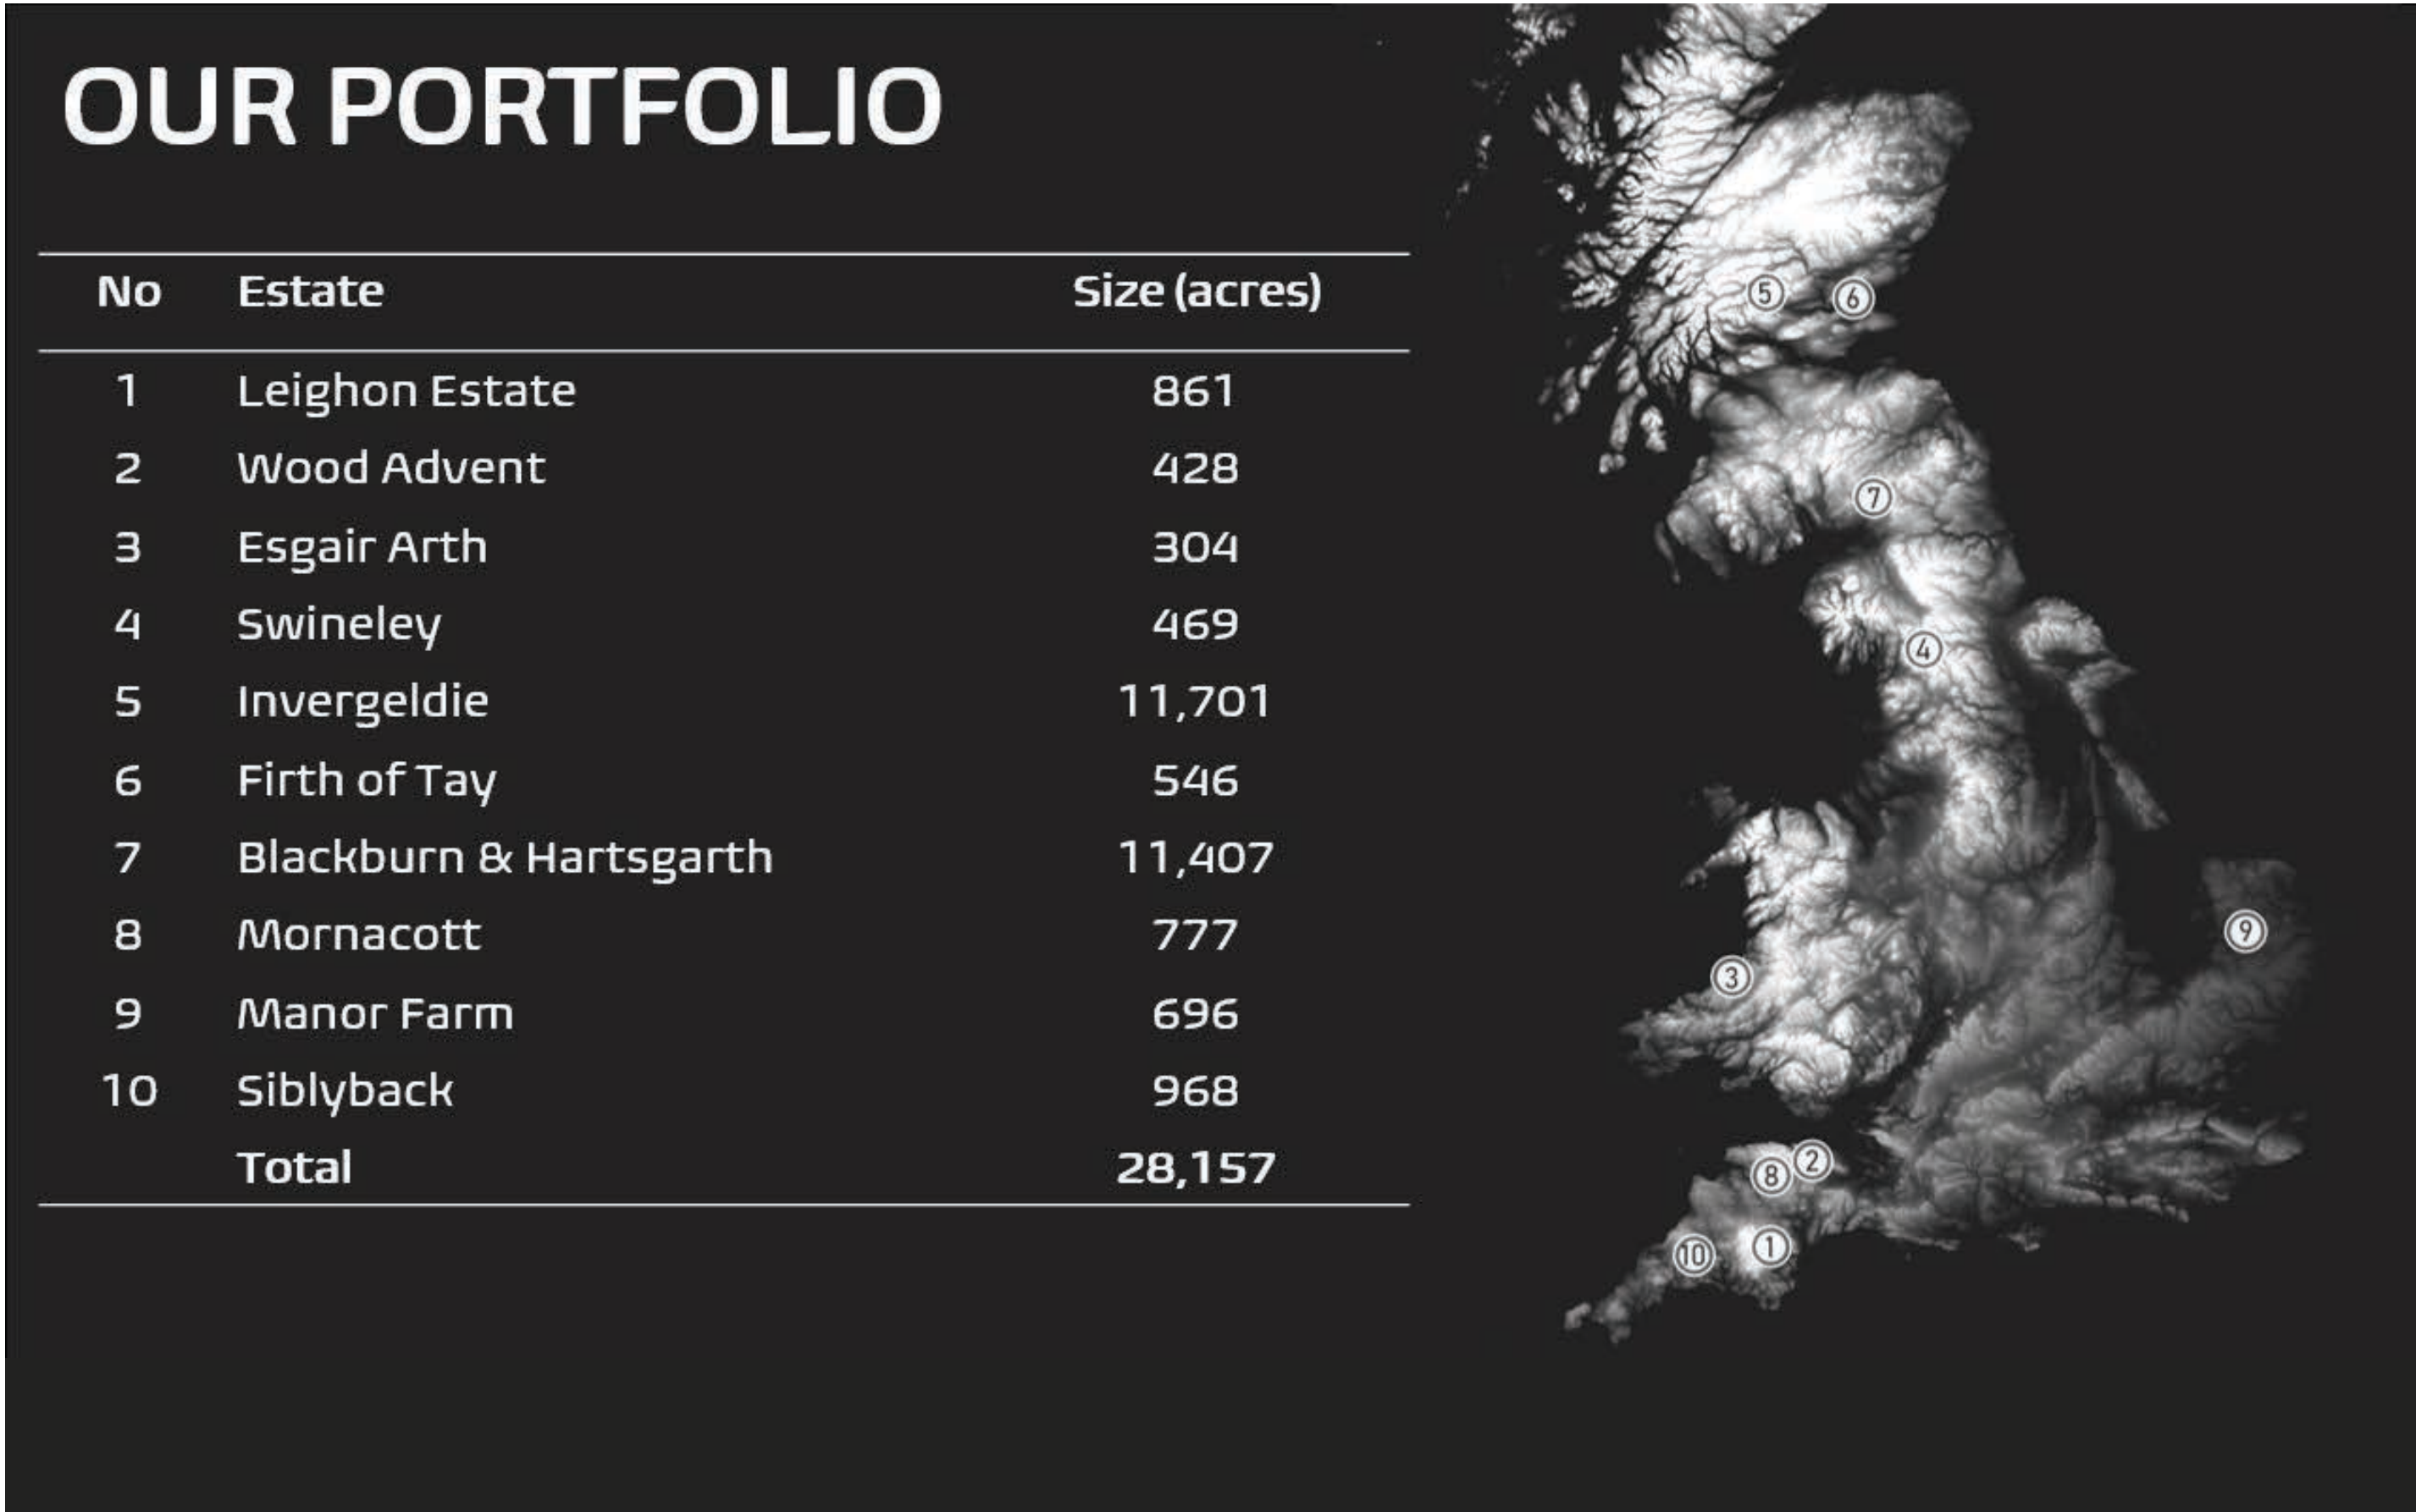 OUR PORTFOLIO
No Estate Size (acres)
1 Leighon Estate 861
2 Wood Advent 428
3 Esgair Arth 304
4 Swineley 469
5 Invergeldie 11,701
6 Firth of Tay 546
7 Blackburn & Hartsgarth 11,407
8 Mornacott 777
9 Manor Farm 696
10 Siblyback 968
Total 28,157
5 6
7
4
9
3
2
8
1
10